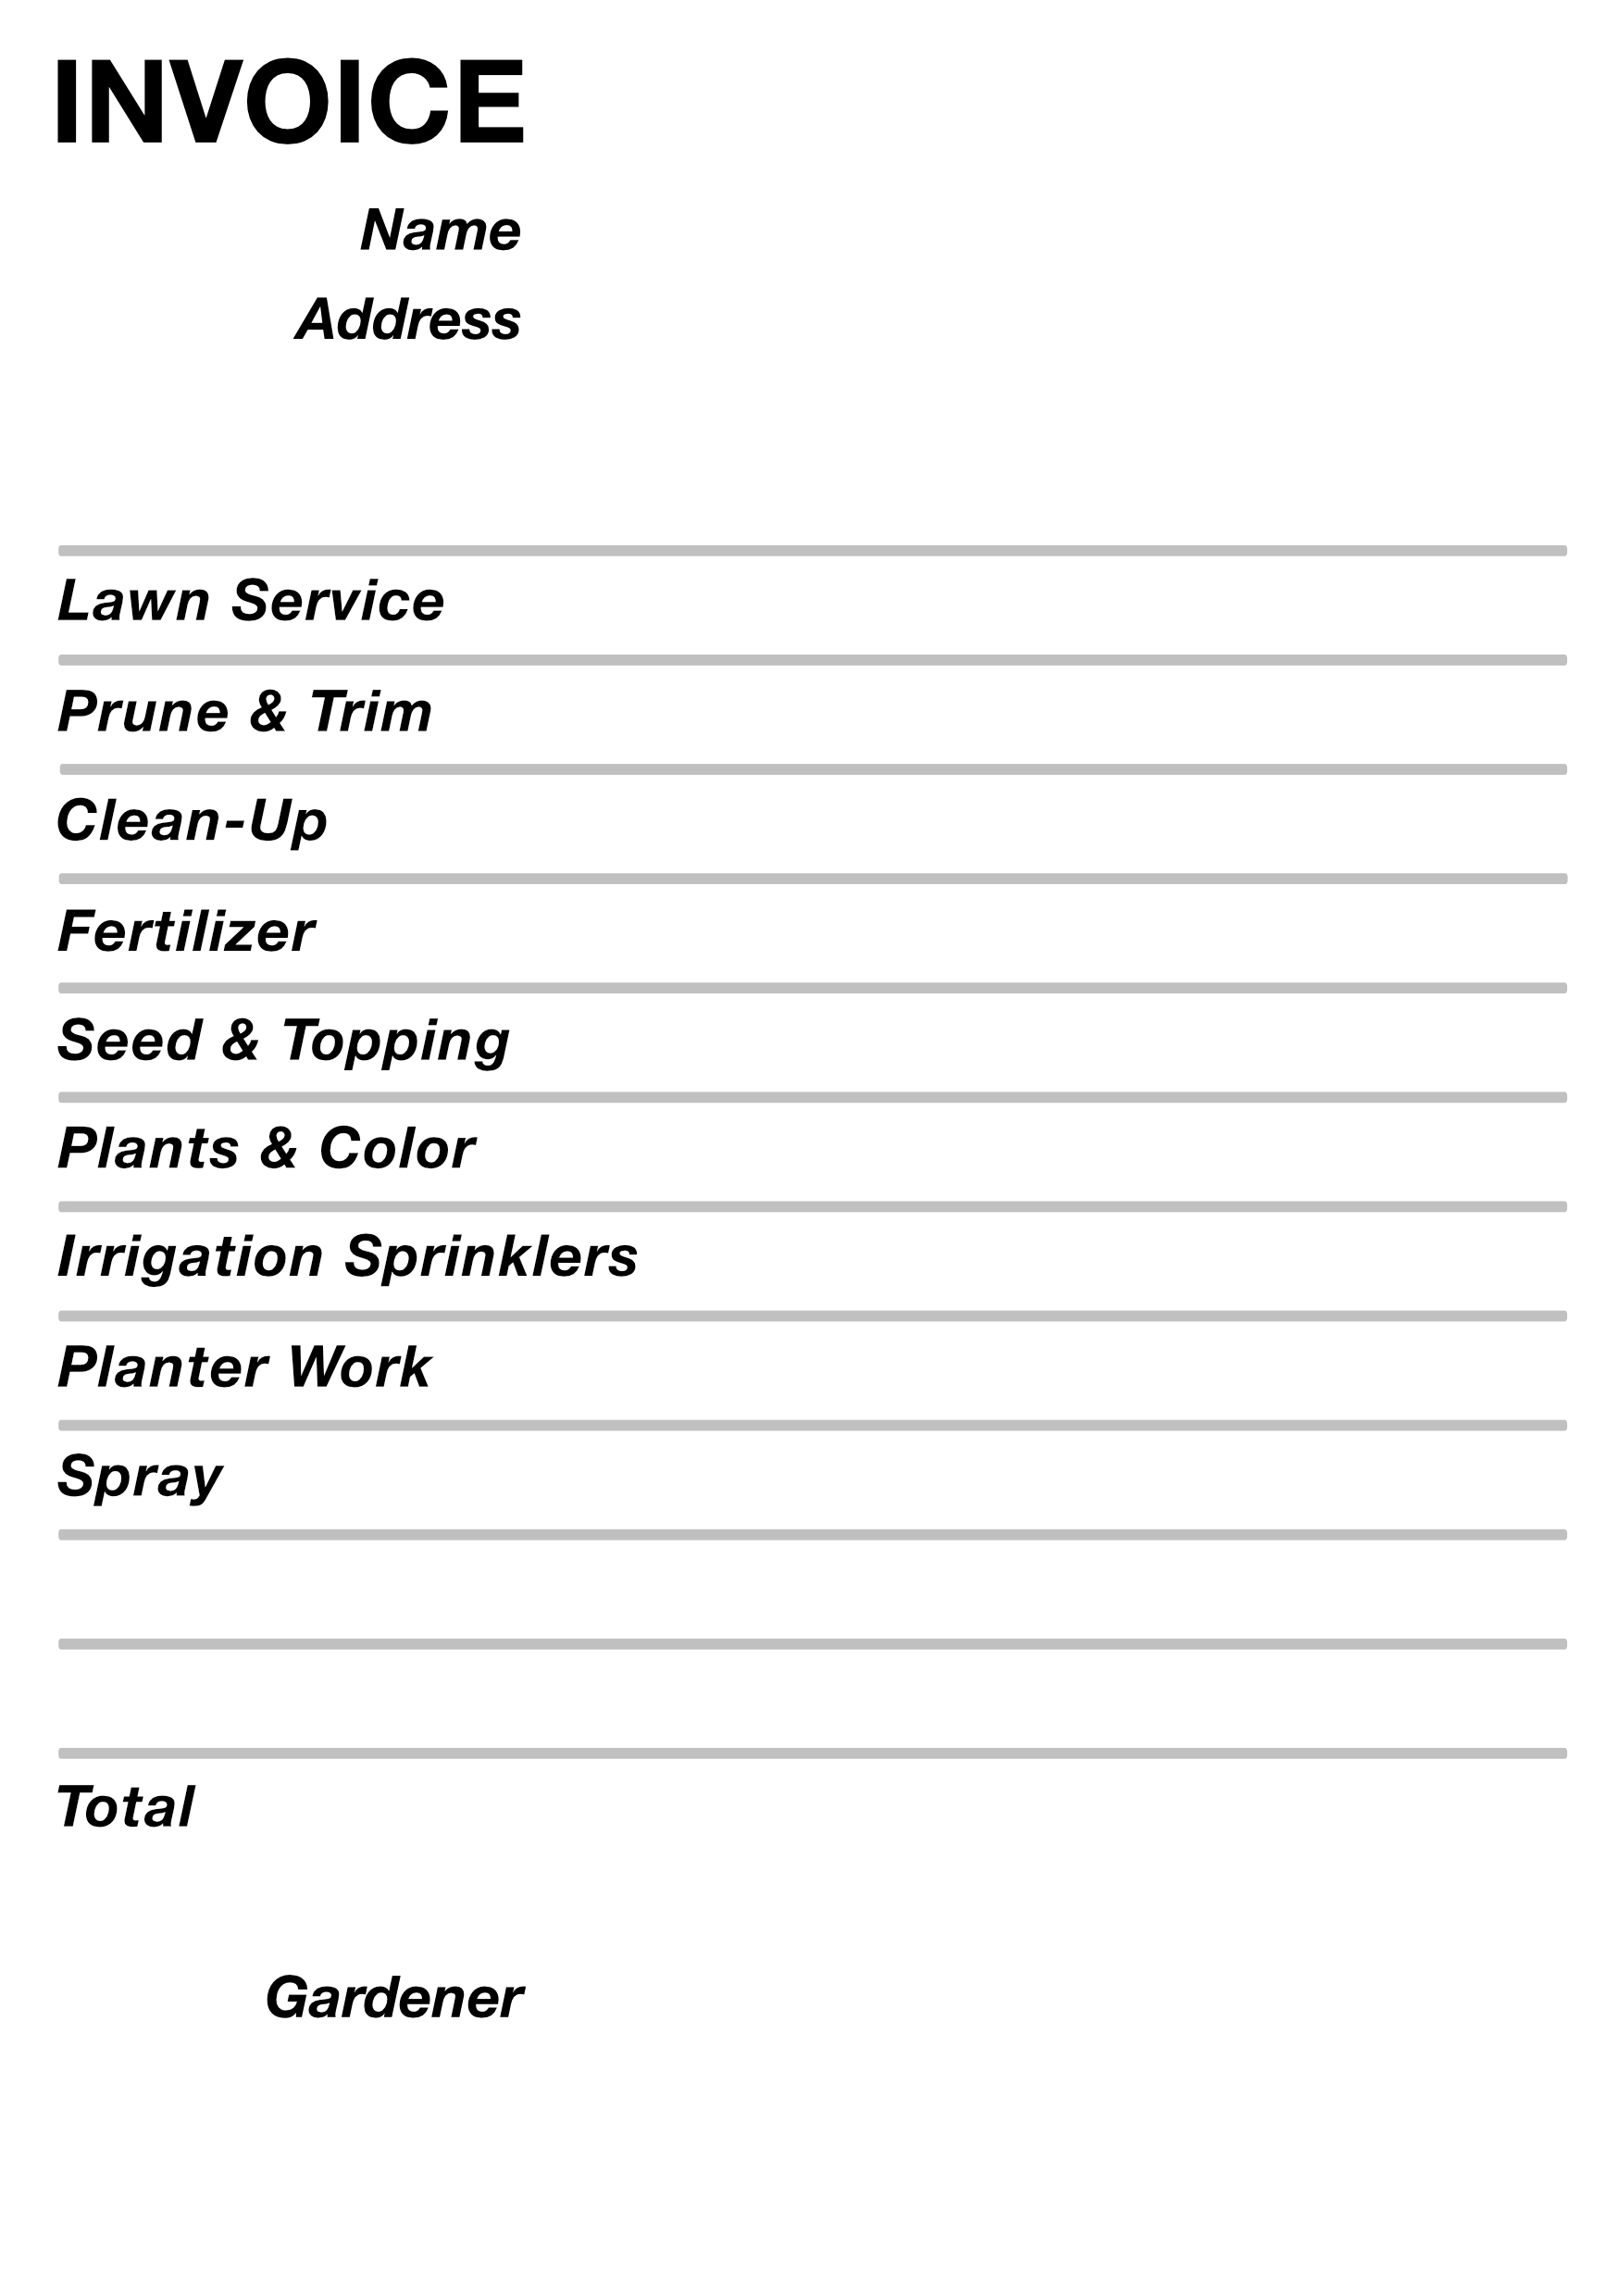 INVOICE
Name
Address
Lawn Service
Prune & Trim
Clean-Up
Fertilizer
Seed & Topping
Plants & Color
Irrigation Sprinklers
Planter Work
Spray
Total
Gardener